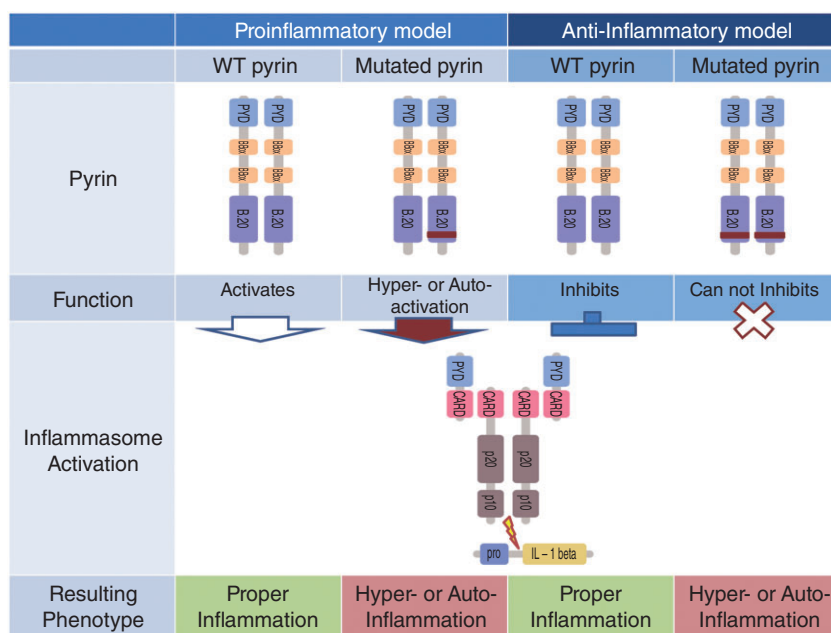 Proinflammatory model
Anti-Inflammatory model
WT pyrin
Mutated pyrin
WT pyrin
Mutated pyrin
Pyrin
PYD PYD
BBox BBox
BBox BBox
B.20 B.20
PYD PYD
BBox BBox
BBox BBox
B.20 B.20
PYD PYD
BBox BBox
BBox BBox
B.20 B.20
PYD PYD
BBox BBox
BBox BBox
B.20 B.20
Function
Activates
Hyper- or Auto-
activation
Inhibits
Can not Inhibits
Inflammasome
Activation
PYD PYD
CARD CARD CARD CARD
p20 p20
p10 p10
pro
IL – 1 beta
Resulting
Phenotype
Proper
Inflammation
Hyper- or Auto-
Inflammation
Proper
Inflammation
Hyper- or Auto-
Inflammation